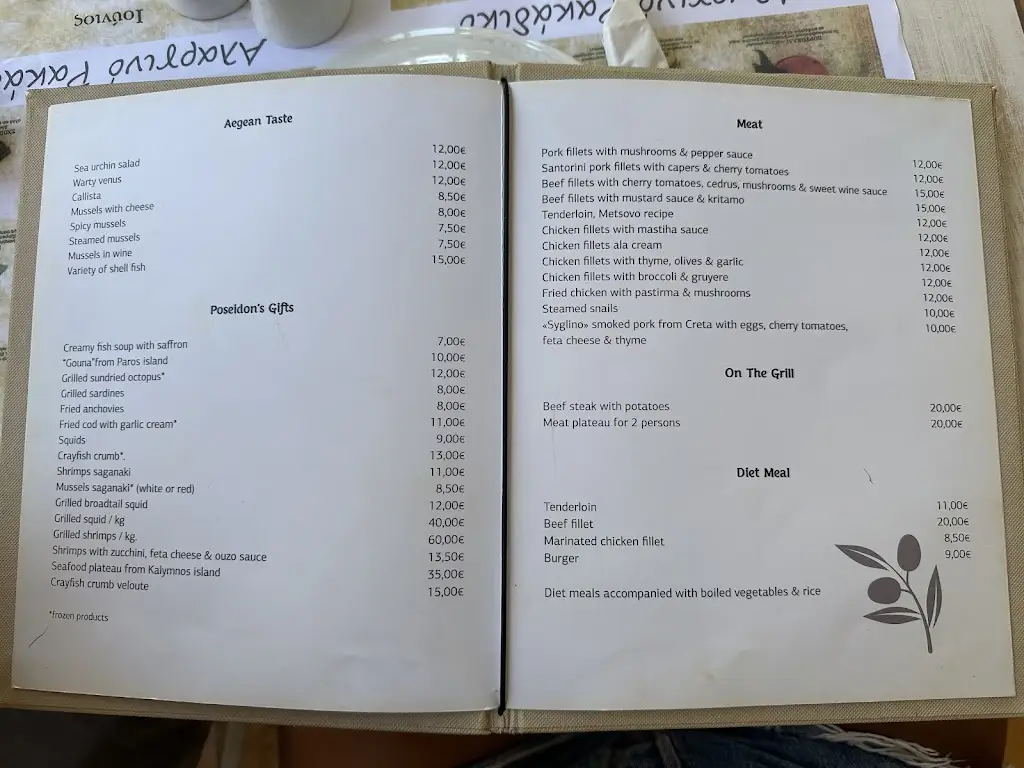 Ιούνιος
Αλαργινό Ρακά
Aegean Taste
Sea urchin salad 12,00€
Warty venus 12,00€
Callista 12,00€
Mussels with cheese 8,50€
Spicy mussels 8,00€
Steamed mussels 7,50€
Mussels in wine 7,50€
Variety of shell fish 15,00€
Poseidon's Gifts
Creamy fish soup with saffron 7,00€
"Gouna"from Paros island 10,00€
Grilled sundried octopus* 12,00€
Grilled sardines 8,00€
Fried anchovies 8,00€
Fried cod with garlic cream* 11,00€
Squids 9,00€
Crayfish crumb*. 13,00€
Shrimps saganaki 11,00€
Mussels saganaki* (white or red) 8,50€
Grilled broadtail squid 12,00€
Grilled squid / kg 40,00€
Grilled shrimps / kg. 60,00€
Shrimps with zucchini, feta cheese & ouzo sauce 13,50€
Seafood plateau from Kalymnos island 35,00€
Crayfish crumb veloute 15,00€
*frozen products
Meat
Pork fillets with mushrooms & pepper sauce 12,00€
Santorini pork fillets with capers & cherry tomatoes 12,00€
Beef fillets with cherry tomatoes, cedrus, mushrooms & sweet wine sauce 15,00€
Beef fillets with mustard sauce & kritamo 15,00€
Tenderloin, Metsovo recipe 12,00€
Chicken fillets with mastiha sauce 12,00€
Chicken fillets ala cream 12,00€
Chicken fillets with thyme, olives & garlic 12,00€
Chicken fillets with broccoli & gruyere 12,00€
Fried chicken with pastirma & mushrooms 12,00€
Steamed snails 10,00€
«Syglino» smoked pork from Creta with eggs, cherry tomatoes, 10,00€
feta cheese & thyme
On The Grill
Beef steak with potatoes 20,00€
Meat plateau for 2 persons 20,00€
Diet Meal
Tenderloin 11,00€
Beef fillet 20,00€
Marinated chicken fillet 8,50€
Burger 9,00€
Diet meals accompanied with boiled vegetables & rice